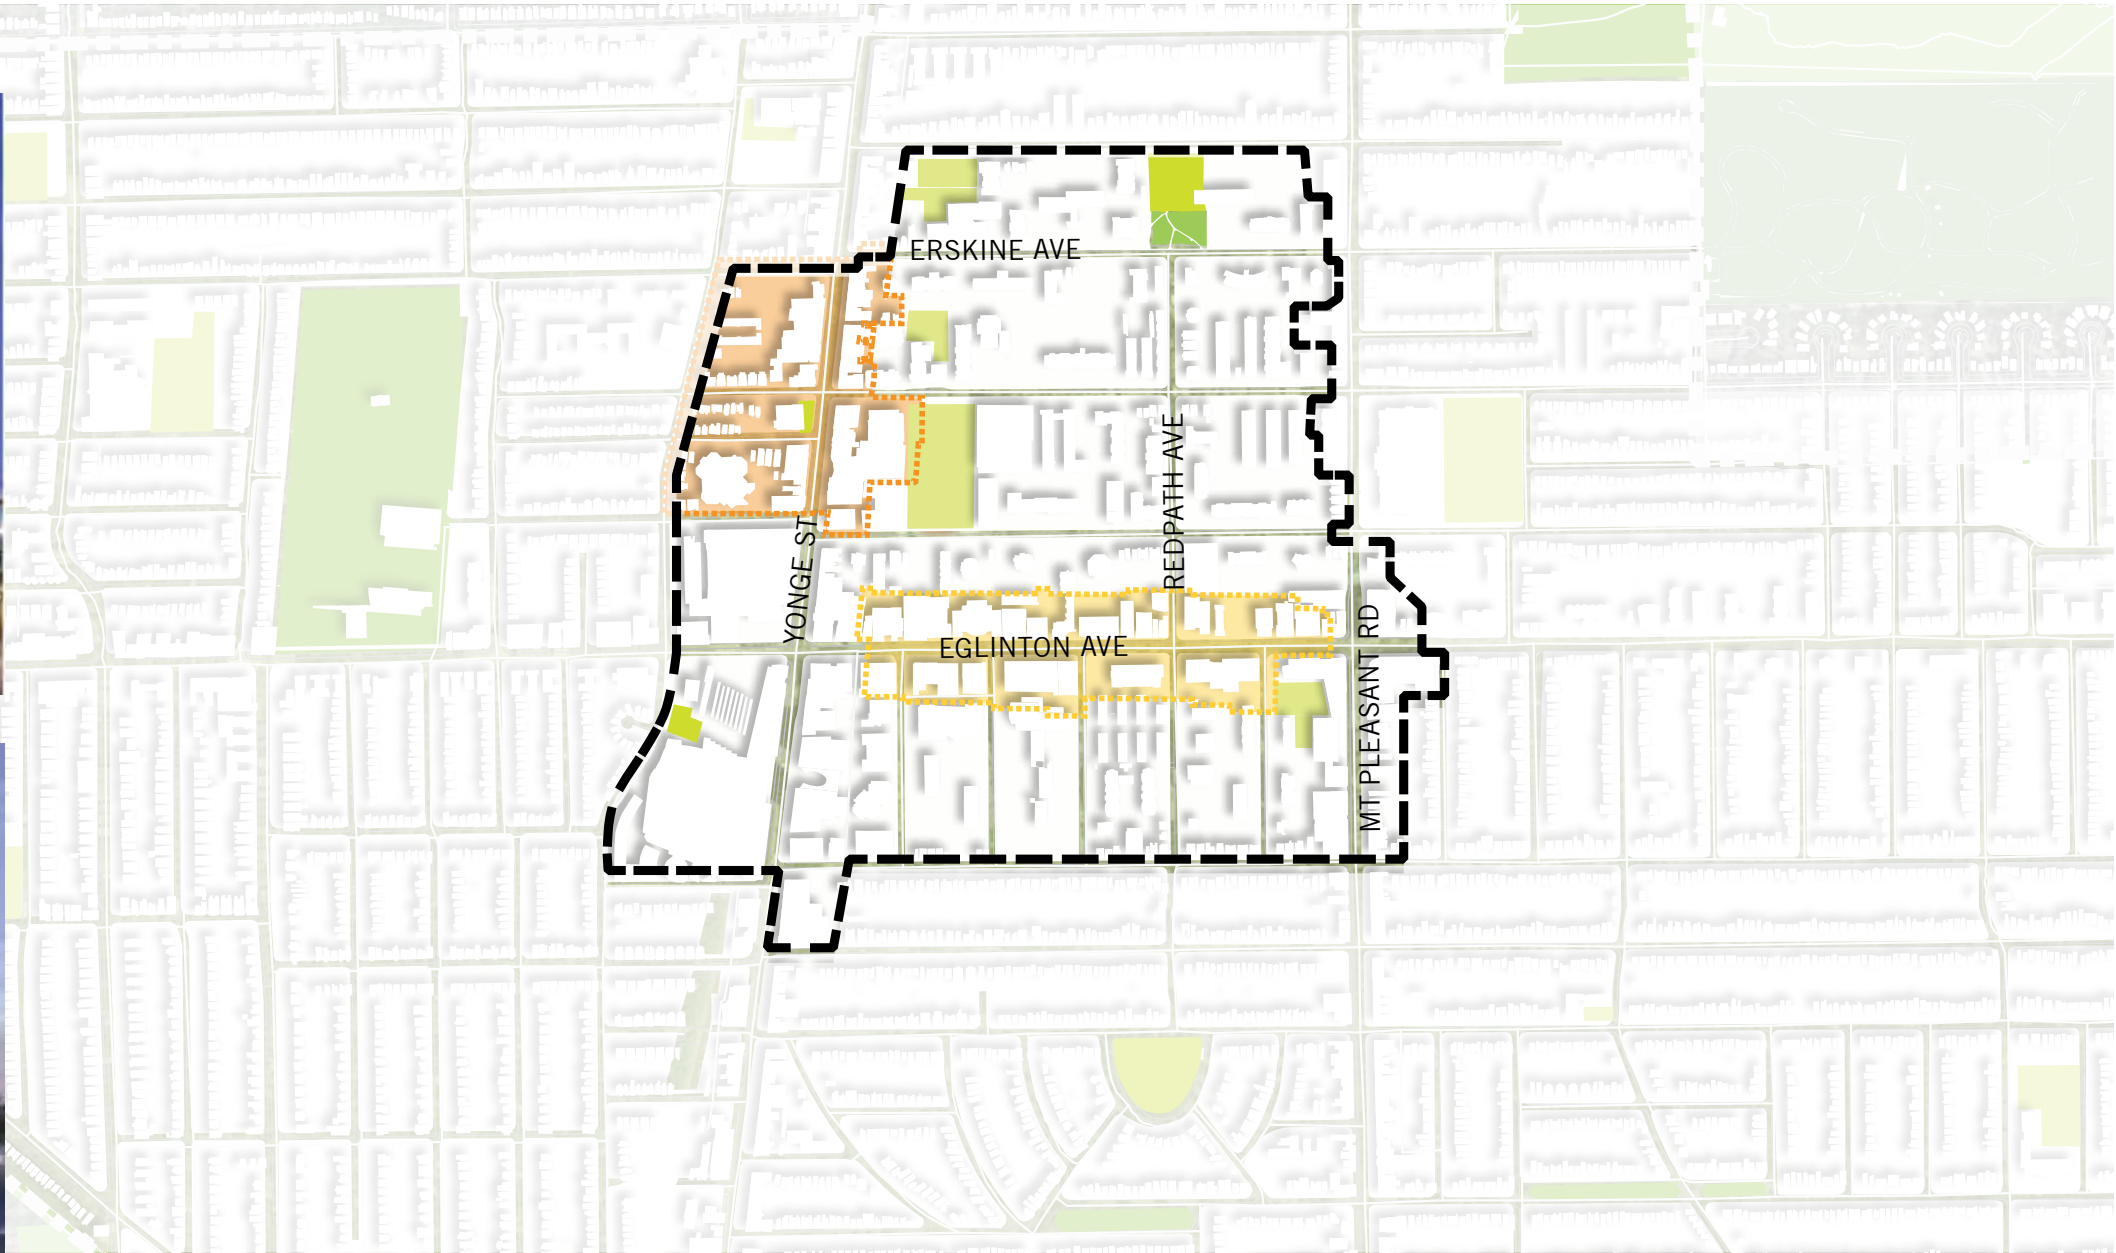 ERSKINE AVE
REDPATH AVE
YONGE ST
EGLINTON AVE
MT PLEASANT RD